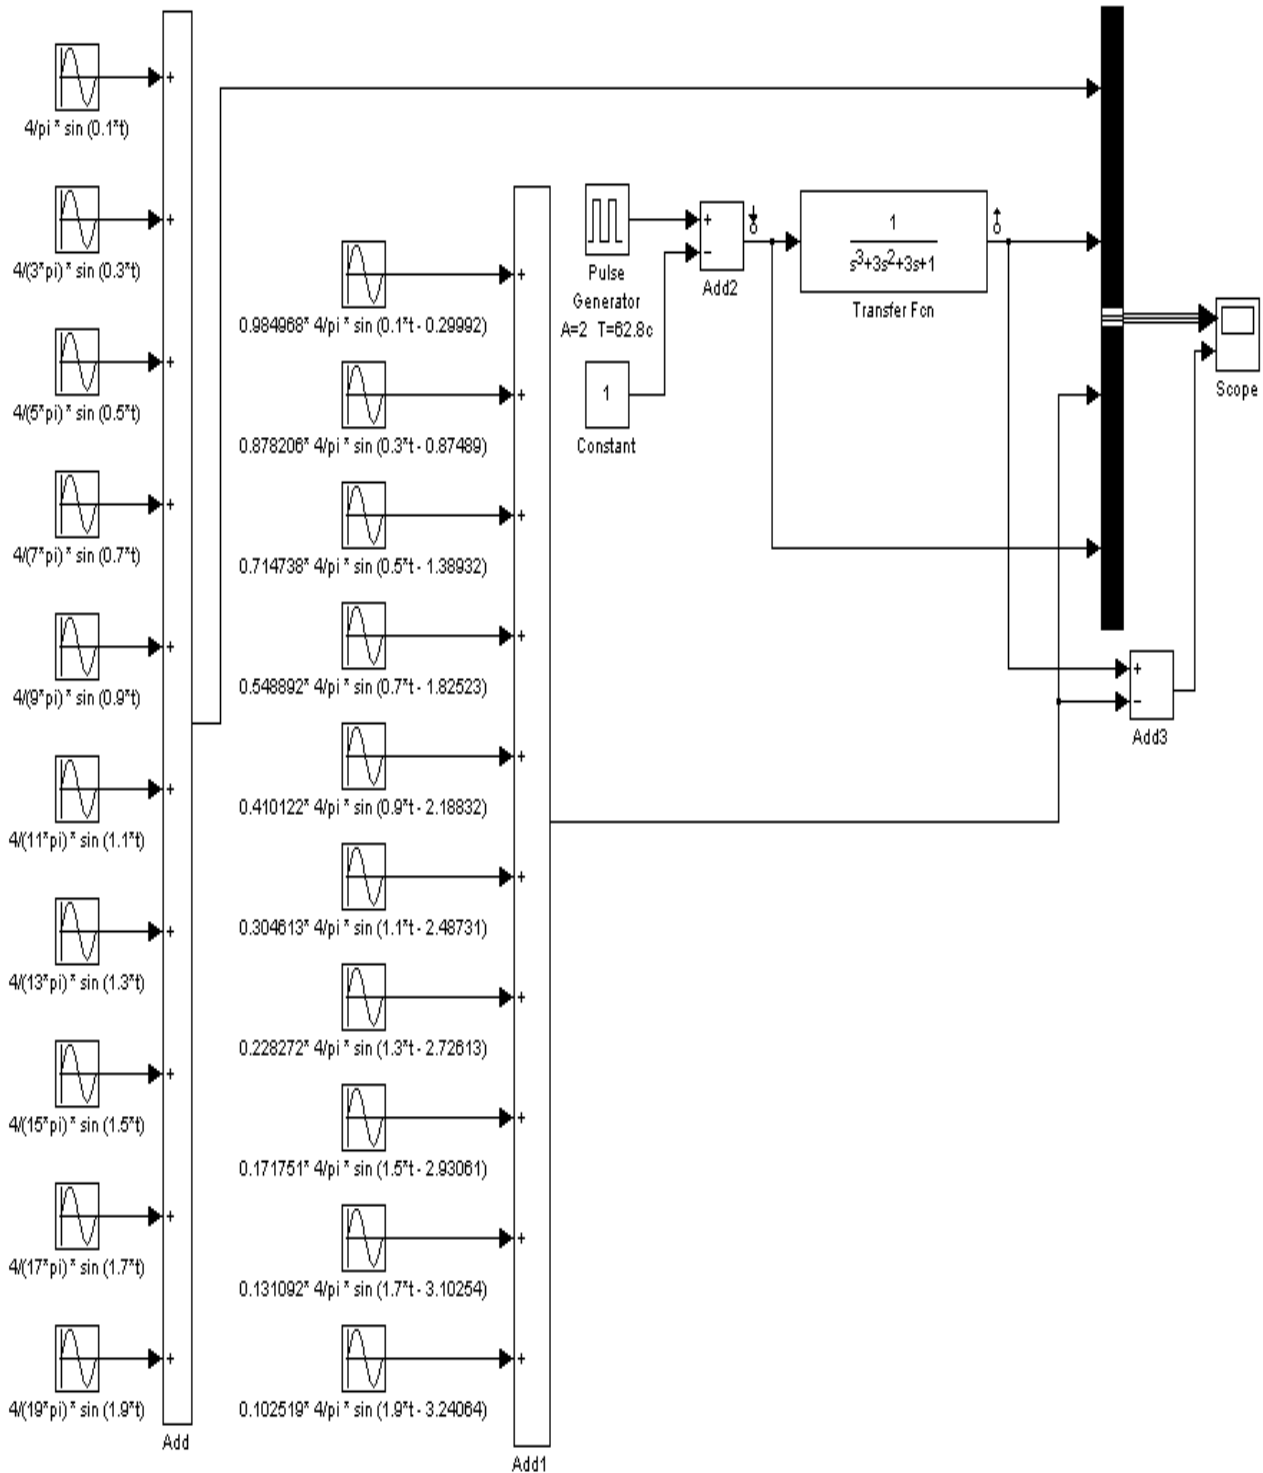 4/pi * sin (0.1*t)
4/(3*pi) * sin (0.3*t)
4/(5*pi) * sin (0.5*t)
4/(7*pi) * sin (0.7*t)
4/(9*pi) * sin (0.9*t)
4/(11*pi) * sin (1.1*t)
4/(13*pi) * sin (1.3*t)
4/(15*pi) * sin (1.5*t)
4/(17*pi) * sin (1.7*t)
4/(19*pi) * sin (1.9*t)
+
+
+
+
+
+
+
+
+
+
Add
0.984968* 4/pi * sin (0.1*t - 0.29992)
0.878206* 4/pi * sin (0.3*t - 0.87489)
0.714738* 4/pi * sin (0.5*t - 1.38932)
0.548892* 4/pi * sin (0.7*t - 1.82523)
0.410122* 4/pi * sin (0.9*t - 2.18832)
0.304613* 4/pi * sin (1.1*t - 2.48731)
0.228272* 4/pi * sin (1.3*t - 2.72613)
0.171751* 4/pi * sin (1.5*t - 2.93061)
0.131092* 4/pi * sin (1.7*t - 3.10254)
0.102519* 4/pi * sin (1.9*t - 3.24064)
+
+
+
+
+
+
+
+
+
+
Add1
Pulse
Generator
A=2 T=62.8c
1
Constant
+
−
Add2
1
s^3+3s^2+3s+1
Transfer Fcn
+
−
Add3
Scope